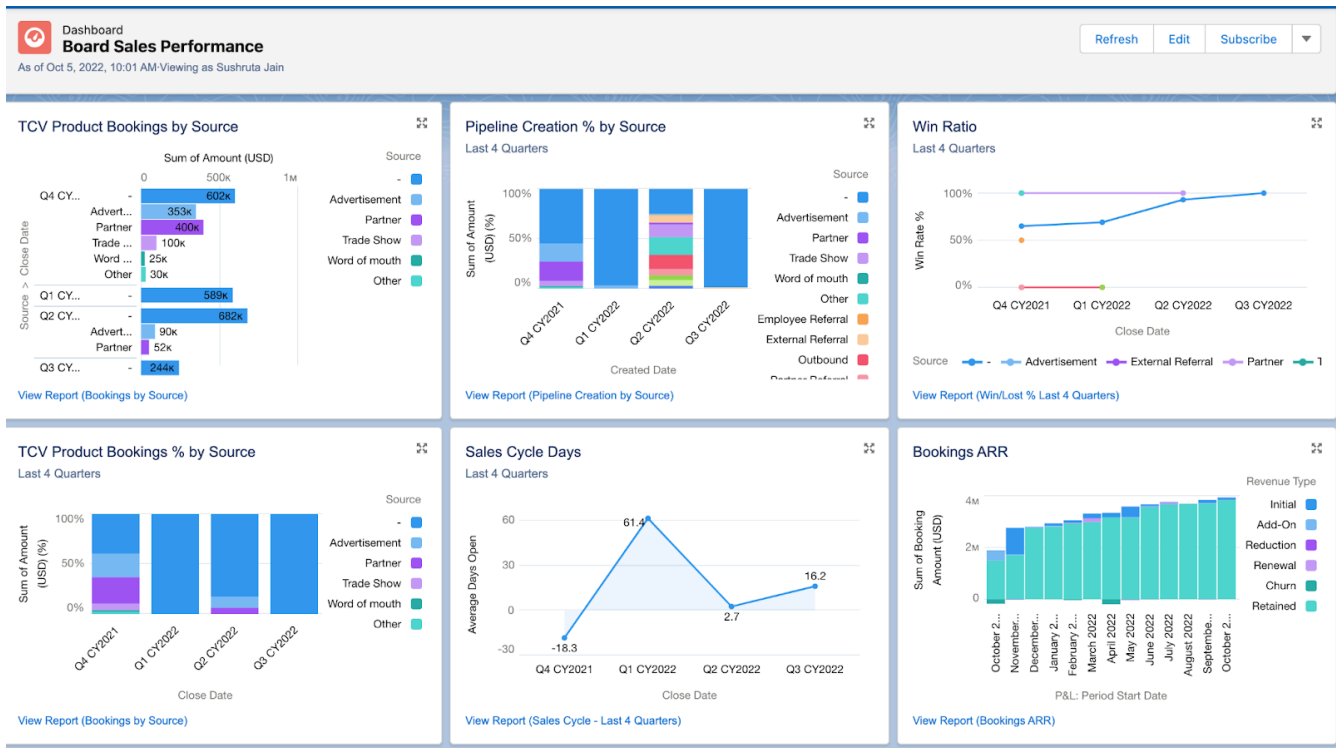 Dashboard
Board Sales Performance
As of Oct 5, 2022, 10:01 AM·Viewing as Sushruta Jain
Refresh
Edit
Subscribe
TCV Product Bookings by Source
Sum of Amount (USD)
0 500K 1M
Source > Close Date
Q4 CY... - 602K
Advert... 353K
Partner 400K
Trade ... 100K
Word ... 25K
Other 30K
Q1 CY... - 589K
Q2 CY... - 682K
Advert... 90K
Partner 52K
Q3 CY... - 244K
Source
-
Advertisement
Partner
Trade Show
Word of mouth
Other
View Report (Bookings by Source)
Pipeline Creation % by Source
Last 4 Quarters
Sum of Amount
(USD) (%)
100%
50%
0%
Q4 CY2021
Q1 CY2022
Q2 CY2022
Q3 CY2022
Created Date
Source
-
Advertisement
Partner
Trade Show
Word of mouth
Other
Employee Referral
External Referral
Outbound
Partner Referral
View Report (Pipeline Creation by Source)
Win Ratio
Last 4 Quarters
Win Rate %
100%
50%
0%
Q4 CY2021 Q1 CY2022 Q2 CY2022 Q3 CY2022
Close Date
Source - Advertisement External Referral Partner T
View Report (Win/Lost % Last 4 Quarters)
TCV Product Bookings % by Source
Last 4 Quarters
Sum of Amount
(USD) (%)
100%
50%
0%
Q4 CY2021
Q1 CY2022
Q2 CY2022
Q3 CY2022
Close Date
Source
-
Advertisement
Partner
Trade Show
Word of mouth
Other
View Report (Bookings by Source)
Sales Cycle Days
Last 4 Quarters
Average Days Open
60
30
0
-30
-18.3
61.4
2.7
16.2
Q4 CY2021 Q1 CY2022 Q2 CY2022 Q3 CY2022
Close Date
View Report (Sales Cycle - Last 4 Quarters)
Bookings ARR
Sum of Booking
Amount (USD)
4M
2M
0
October 2...
November...
December...
January 2...
February 2...
March 2022
April 2022
May 2022
June 2022
July 2022
August 2022
Septembe...
October 2...
P&L: Period Start Date
Revenue Type
Initial
Add-On
Reduction
Renewal
Churn
Retained
View Report (Bookings ARR)